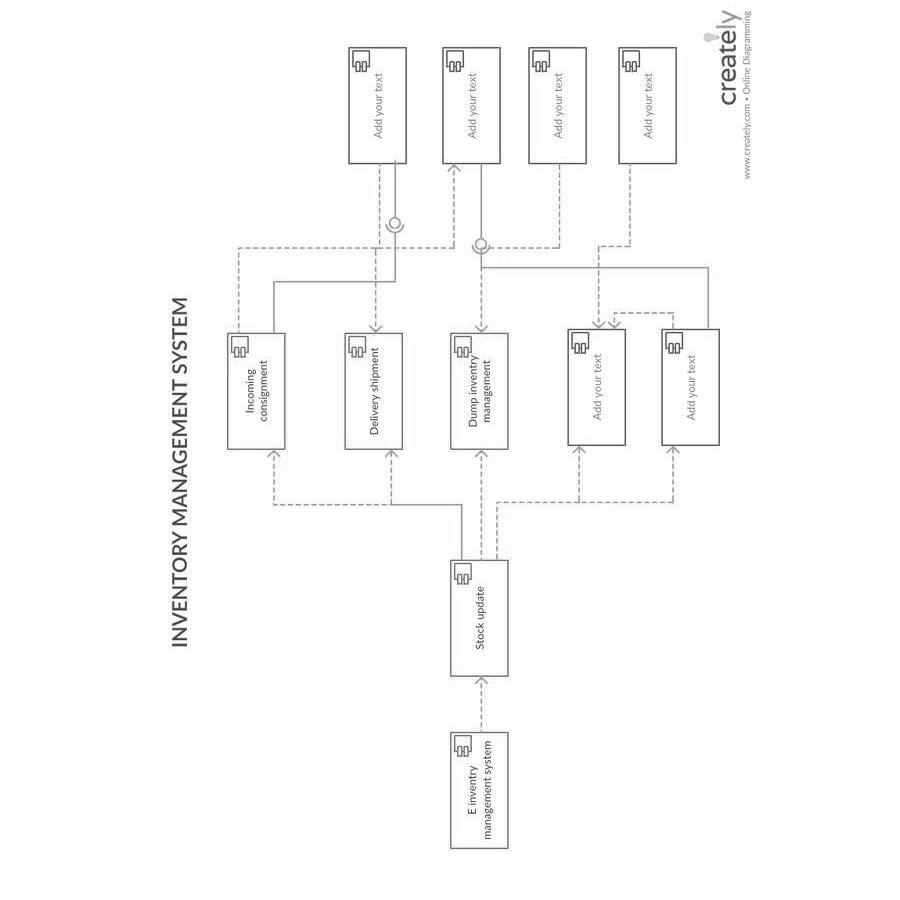 INVENTORY MANAGEMENT SYSTEM
E inventry
management system
Stock update
Incoming
consignment
Delivery shipment
Dump inventry
management
Add your text
Add your text
Add your text
Add your text
Add your text
Add your text
creately
www.creately.com • Online Diagramming